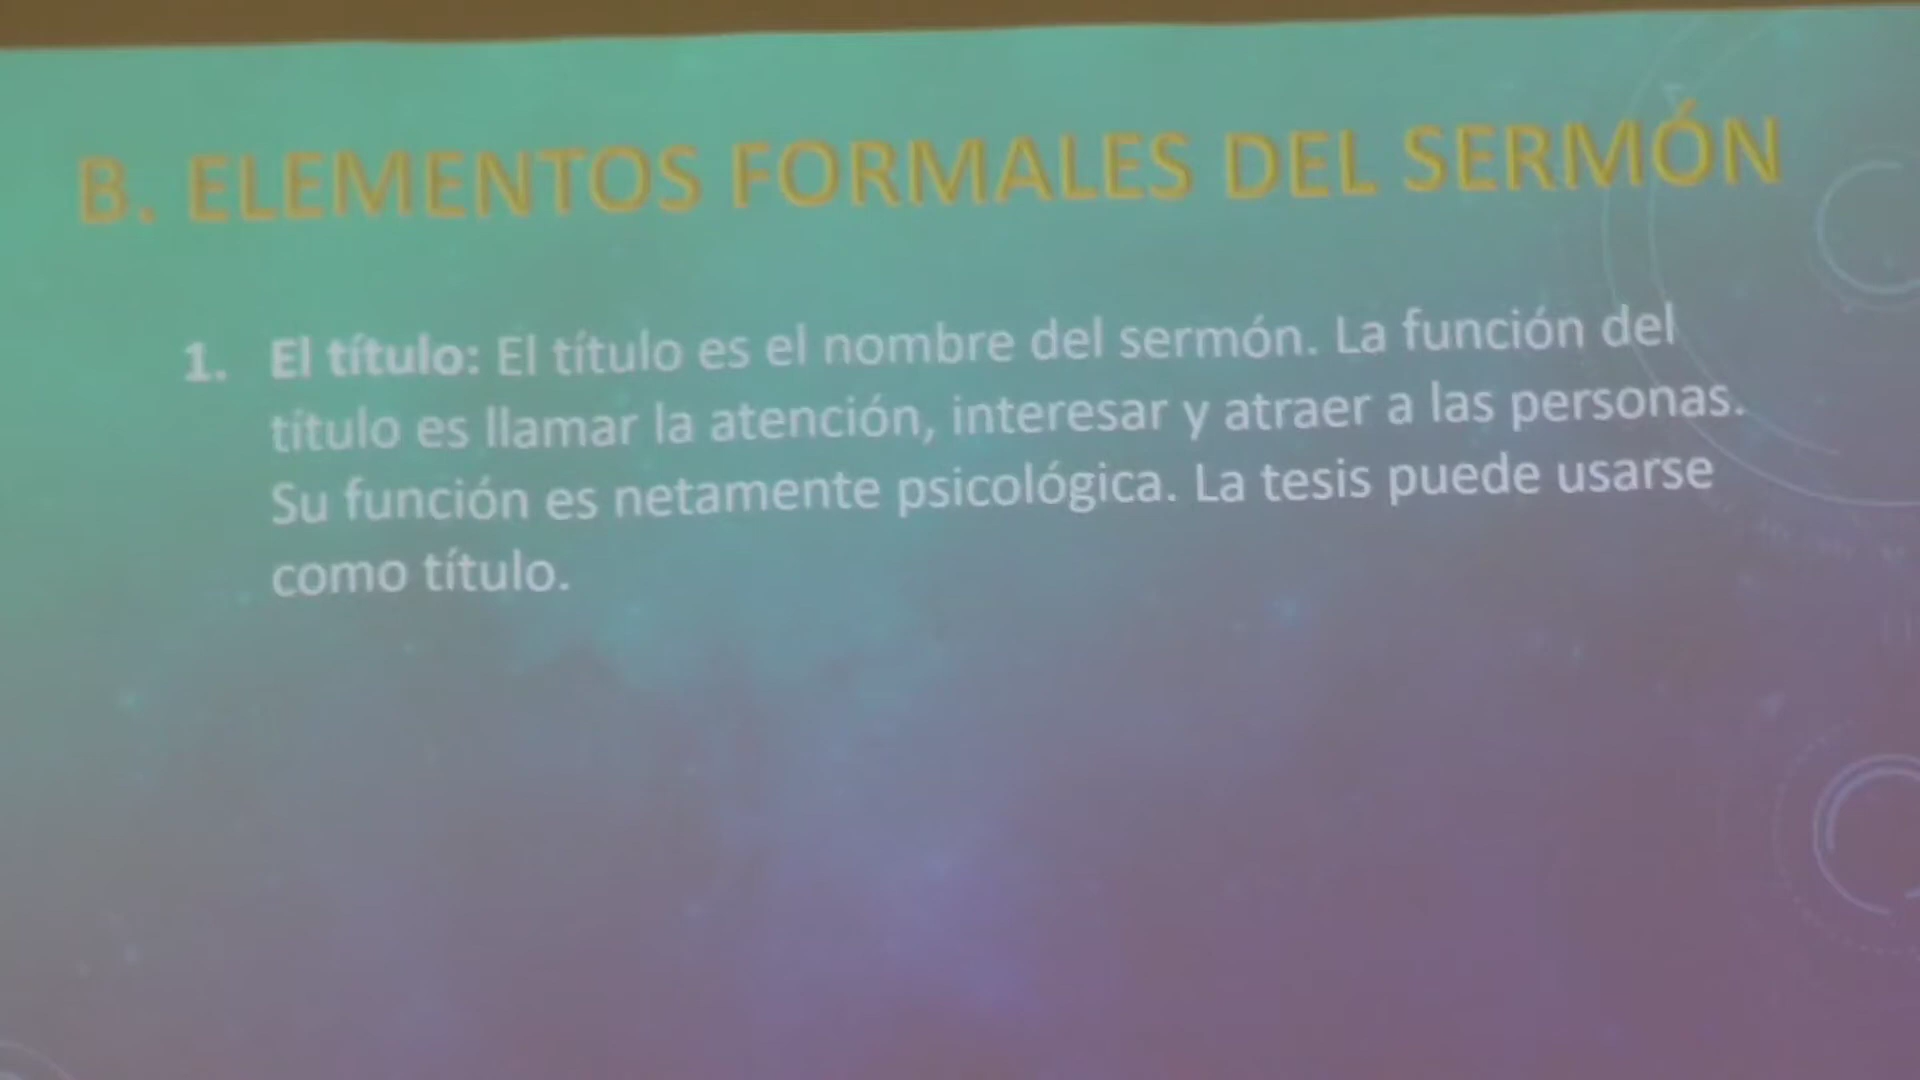 B. ELEMENTOS FORMALES DEL SERMÓN
1. El título: El título es el nombre del sermón. La función del
título es llamar la atención, interesar y atraer a las personas.
Su función es netamente psicológica. La tesis puede usarse
como título.